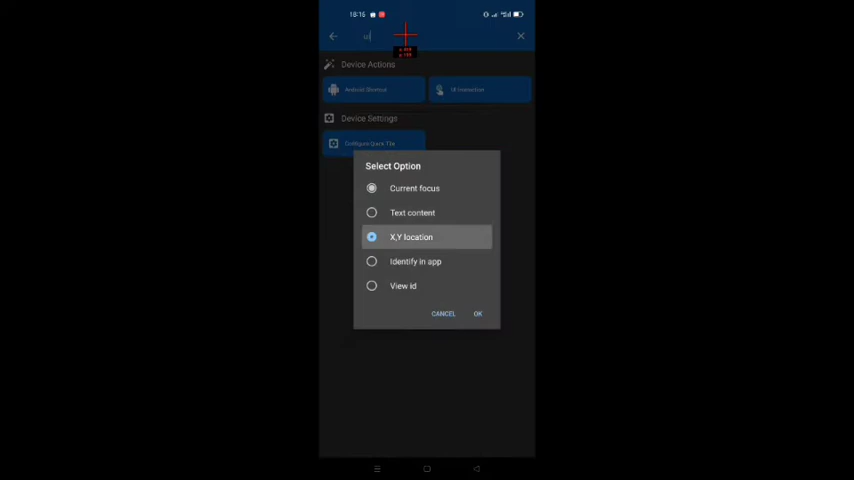 18:16
ui
Device Actions
Android Shortcut
UI Interaction
Device Settings
Configure Quick Tile
Select Option
Current focus
Text content
X,Y location
Identify in app
View id
CANCEL OK